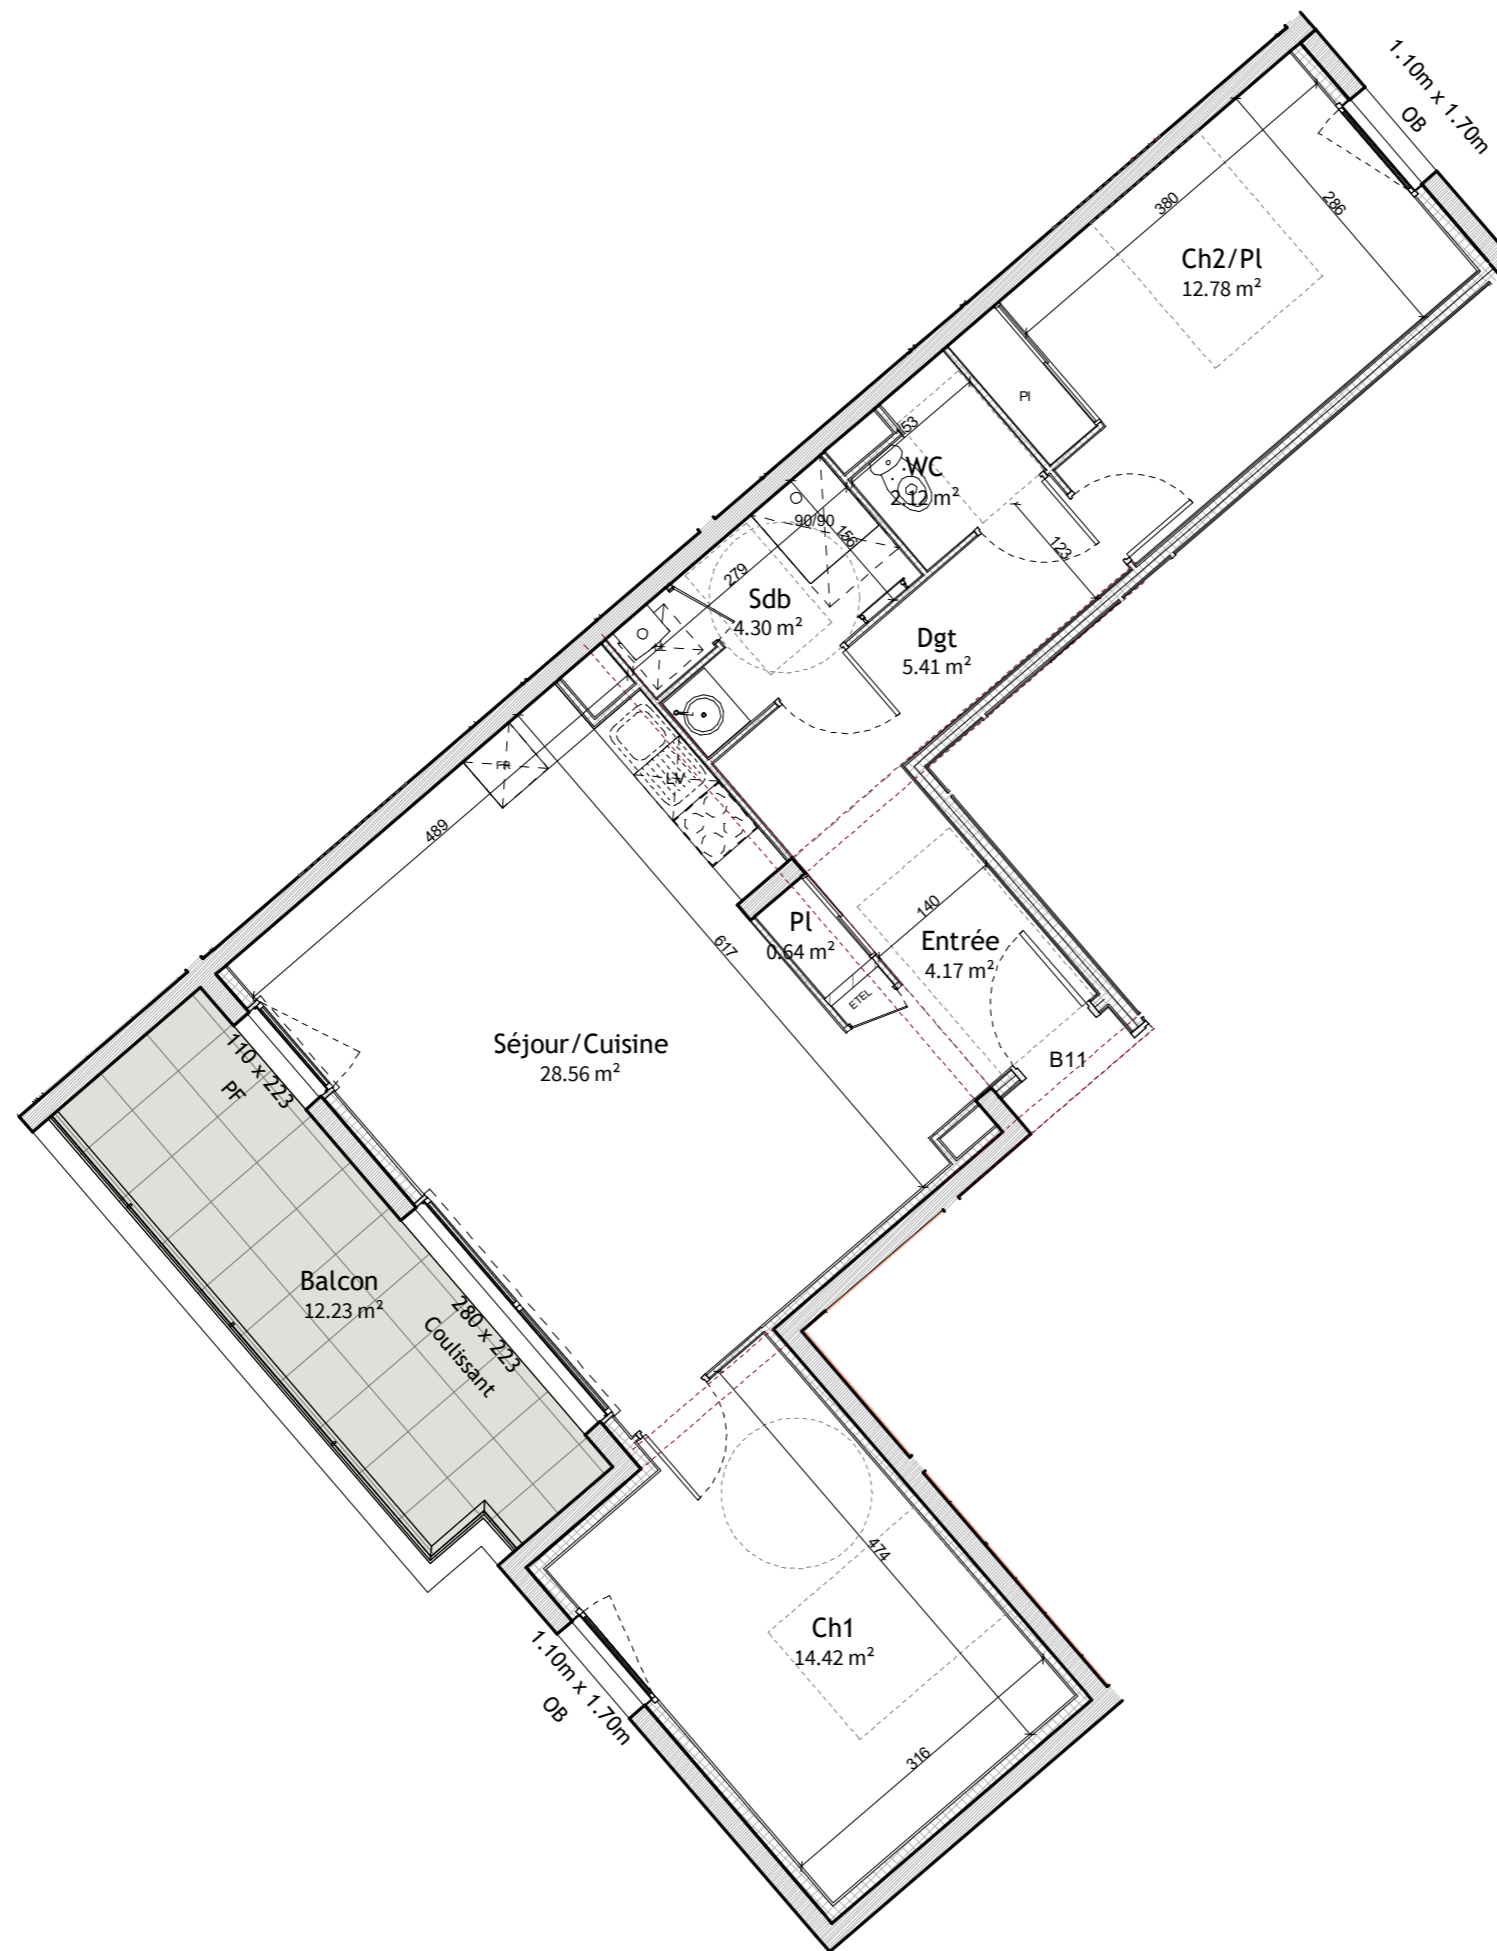 1.10m x 1.70m
OB
380
286
Ch2/Pl
12.78 m²
Pl
53
WC
2.12 m²
90/90
156
123
279
Sdb
4.30 m²
Dgt
5.41 m²
FR
LV
489
617
140
Pl
0.64 m²
ETEL
Entrée
4.17 m²
B11
Séjour/Cuisine
28.56 m²
110 x 223
PF
Balcon
12.23 m²
280 x 223
Coulissant
474
Ch1
14.42 m²
316
1.10m x 1.70m
OB